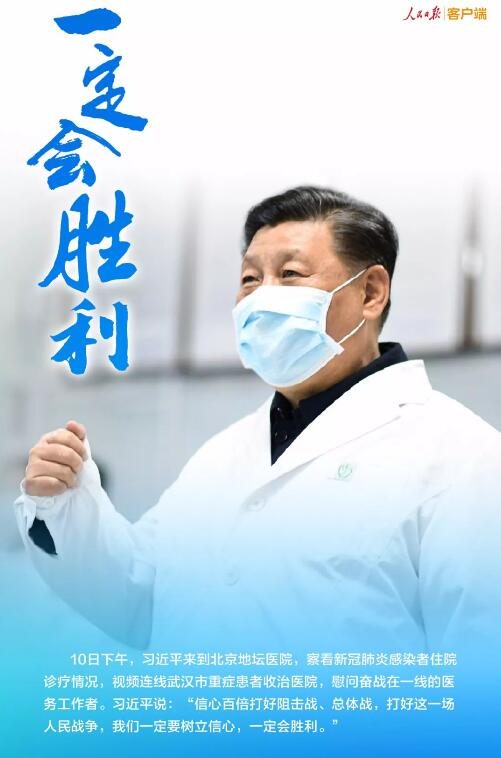 人民日报 客户端
一定会胜利
10日下午，习近平来到北京地坛医院，察看新冠肺炎感染者住院
诊疗情况，视频连线武汉市重症患者收治医院，慰问奋战在一线的医
务工作者。习近平说：“信心百倍打好阻击战、总体战，打好这一场
人民战争，我们一定要树立信心，一定会胜利。”